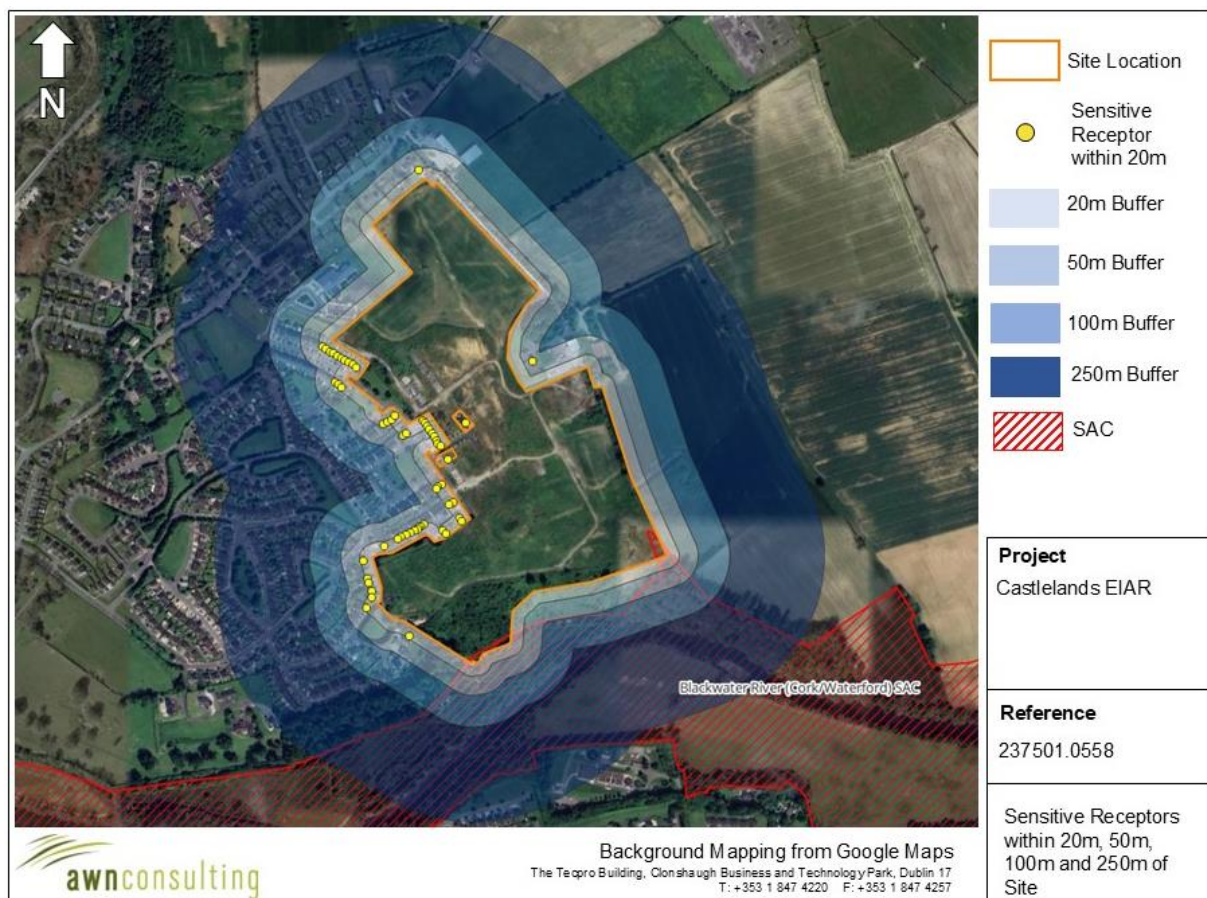 N
Site Location
Sensitive
Receptor
within 20m
20m Buffer
50m Buffer
100m Buffer
250m Buffer
SAC
Blackwater River (Cork/Waterford) SAC
Project
Castlelands EIAR
Reference
237501.0558
Sensitive Receptors
within 20m, 50m,
100m and 250m of
Site
awnconsulting
Background Mapping from Google Maps
The Tecpro Building, Clonshaugh Business and Technology Park, Dublin 17
T: +353 1 847 4220 F: +353 1 847 4257